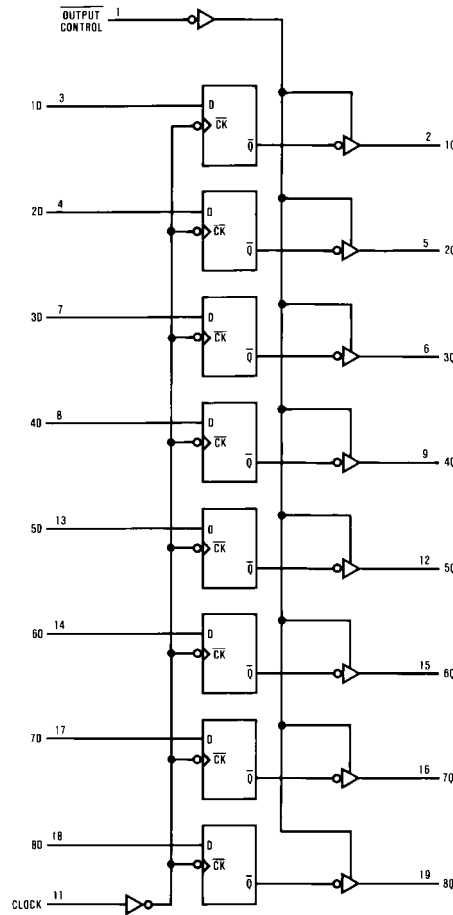 OUTPUT CONTROL 1
1D 3 D CK Q 2 1Q
2D 4 D CK Q 5 2Q
3D 7 D CK Q 6 3Q
4D 8 D CK Q 9 4Q
5D 13 D CK Q 12 5Q
6D 14 D CK Q 15 6Q
7D 17 D CK Q 16 7Q
8D 18 D CK Q 19 8Q
CLOCK 11